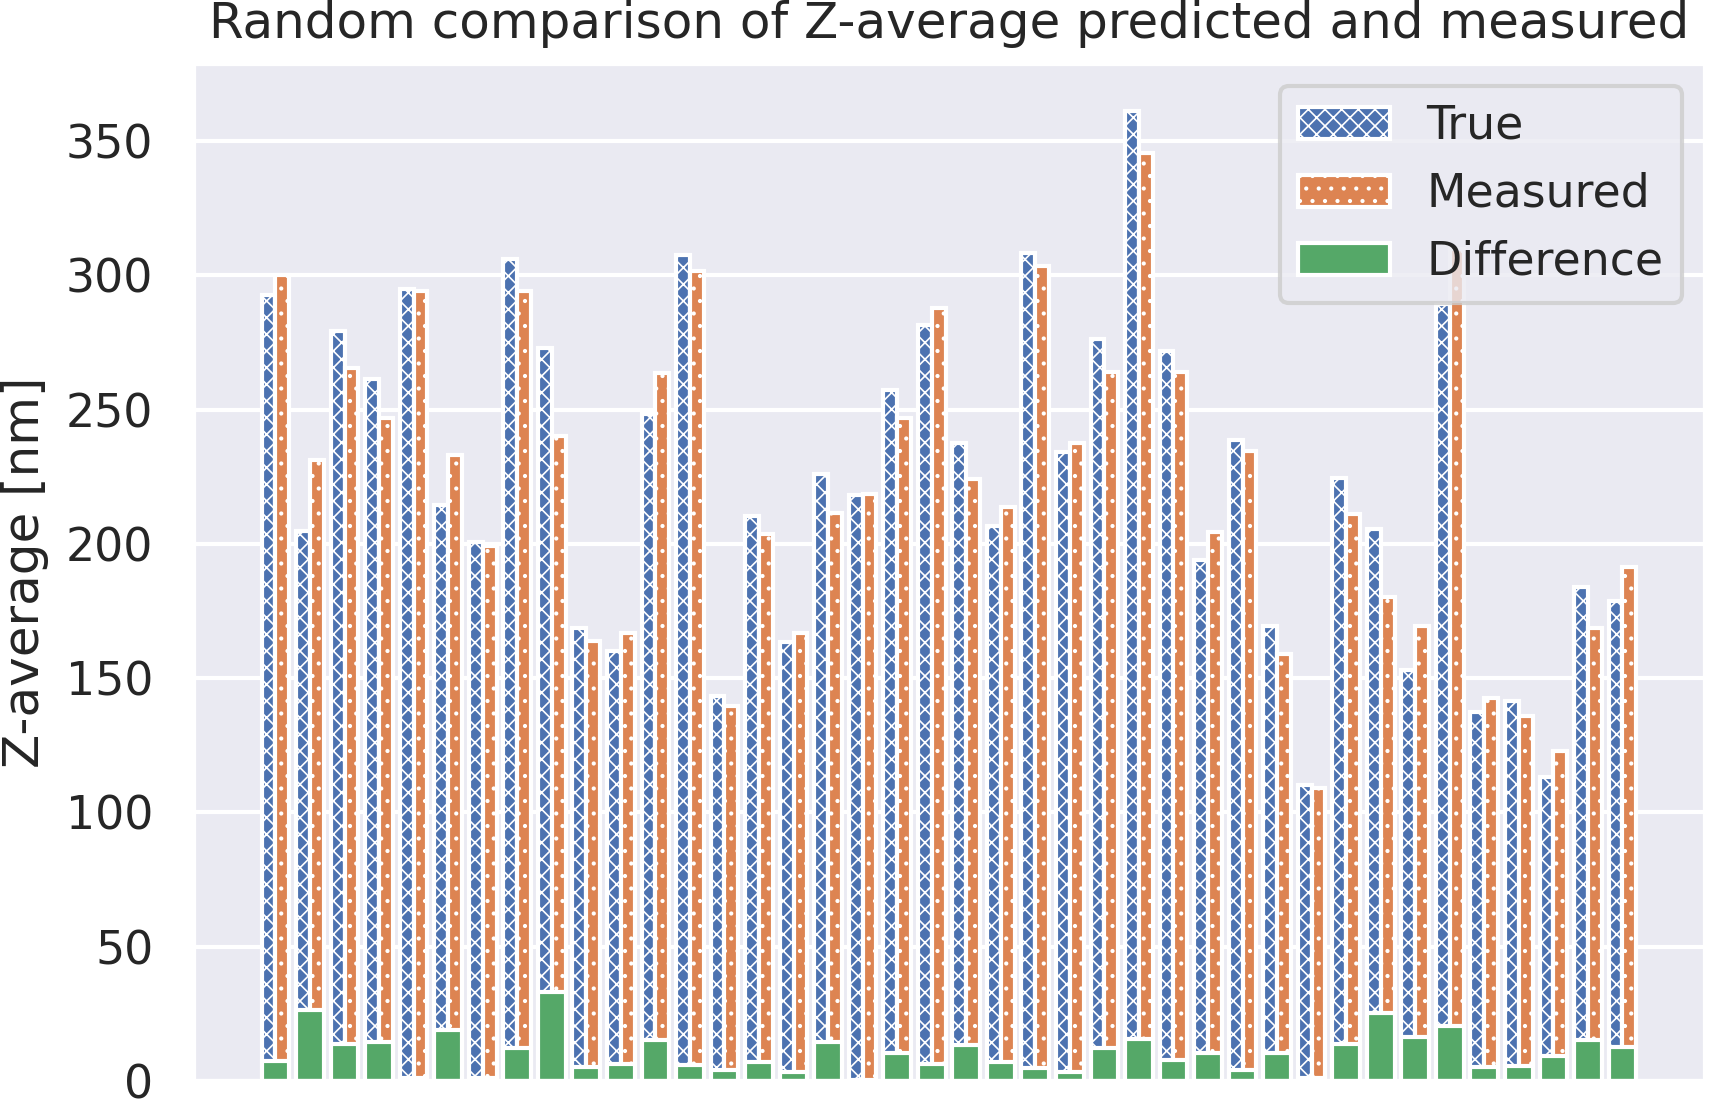 Random comparison of Z-average predicted and measured
Z-average [nm]
350
300
250
200
150
100
50
0
True
Measured
Difference